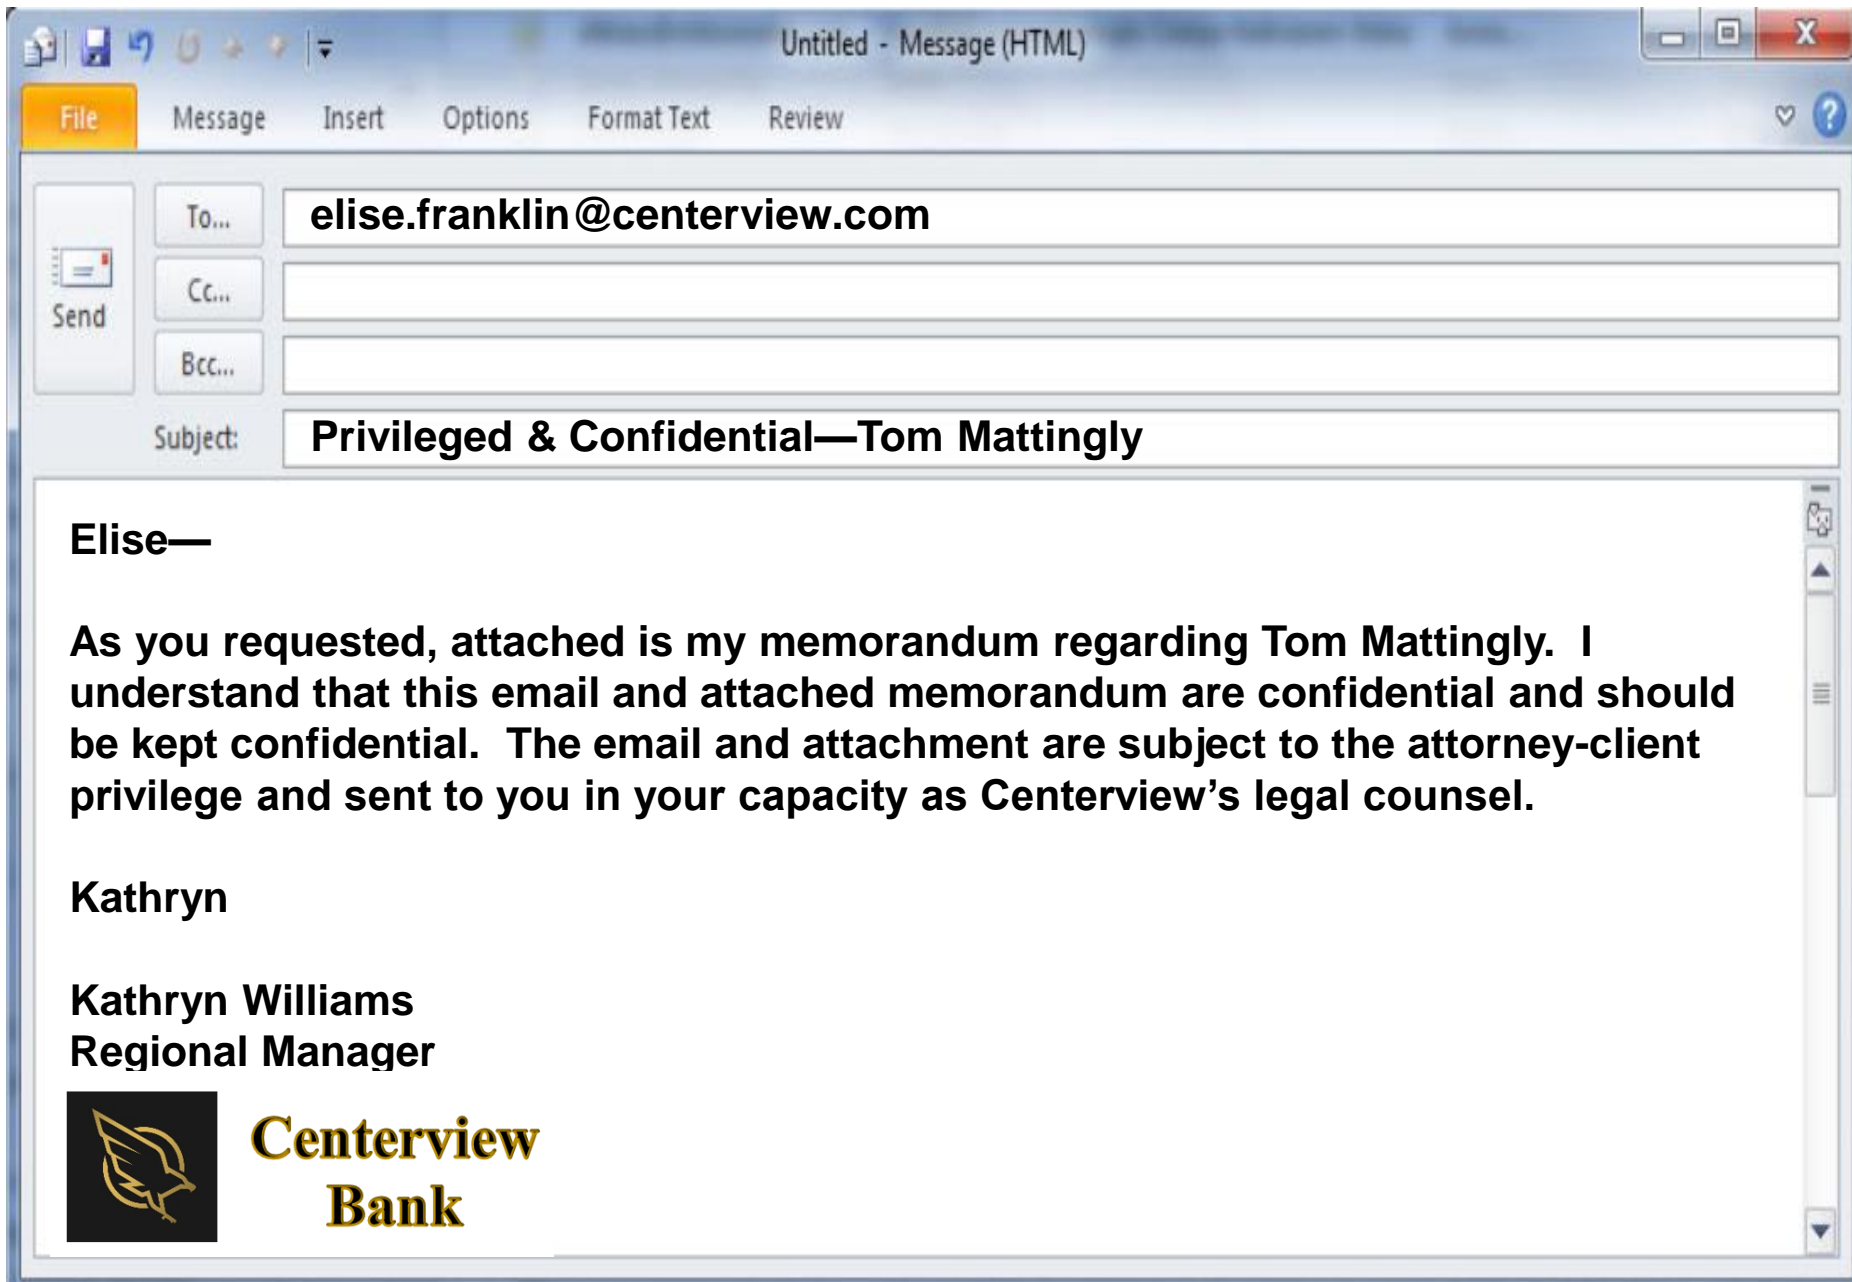 Untitled - Message (HTML)
File Message Insert Options Format Text Review
To... elise.franklin@centerview.com
Cc...
Send
Bcc...
Subject: Privileged & Confidential—Tom Mattingly
Elise—
As you requested, attached is my memorandum regarding Tom Mattingly.  I
understand that this email and attached memorandum are confidential and should
be kept confidential.  The email and attachment are subject to the attorney-client
privilege and sent to you in your capacity as Centerview’s legal counsel.
Kathryn
Kathryn Williams
Regional Manager
Centerview
Bank